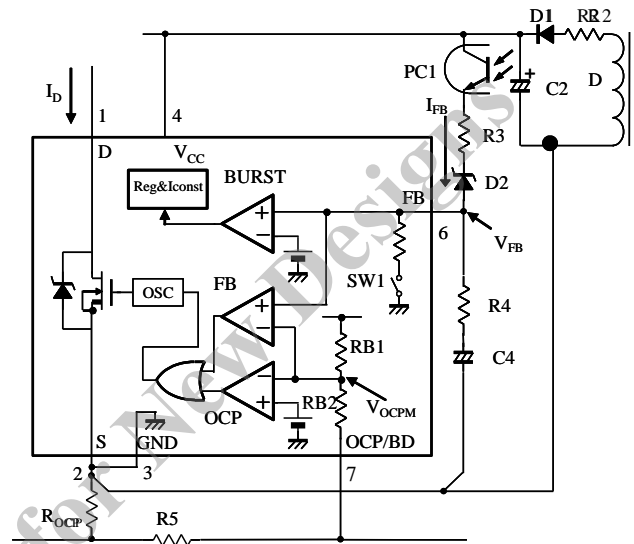 D1 R2
PC1
C2
D
I_D
I_FB
1
4
R3
D
V_CC
BURST
FB
D2
Reg&Iconst
6
V_FB
SW1
FB
OSC
R4
RB1
C4
RB2
V_OCPM
OCP
S
GND
OCP/BD
2
3
7
R_OCP
R5
for New Designs